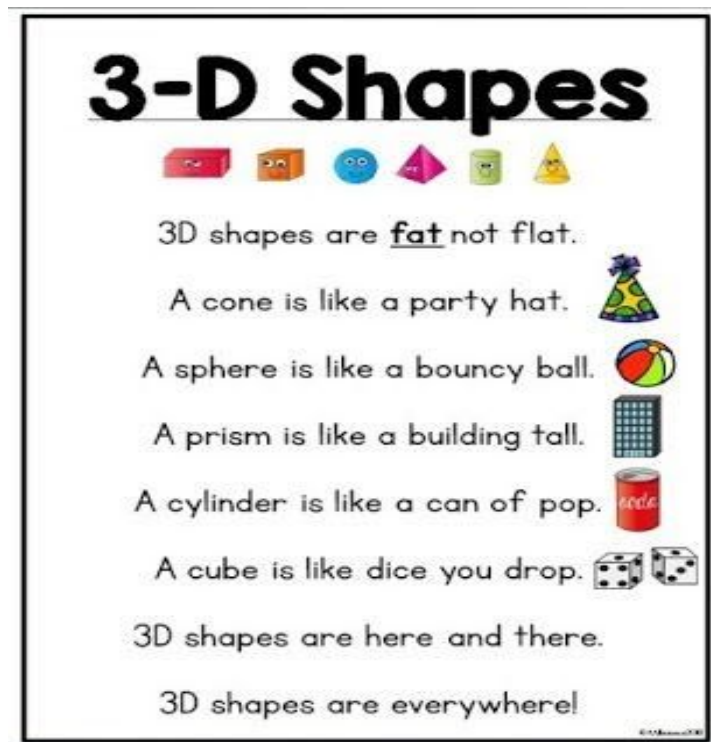 3-D Shapes
3D shapes are fat not flat.
A cone is like a party hat.
A sphere is like a bouncy ball.
A prism is like a building tall.
A cylinder is like a can of pop.
soda
A cube is like dice you drop.
3D shapes are here and there.
3D shapes are everywhere!